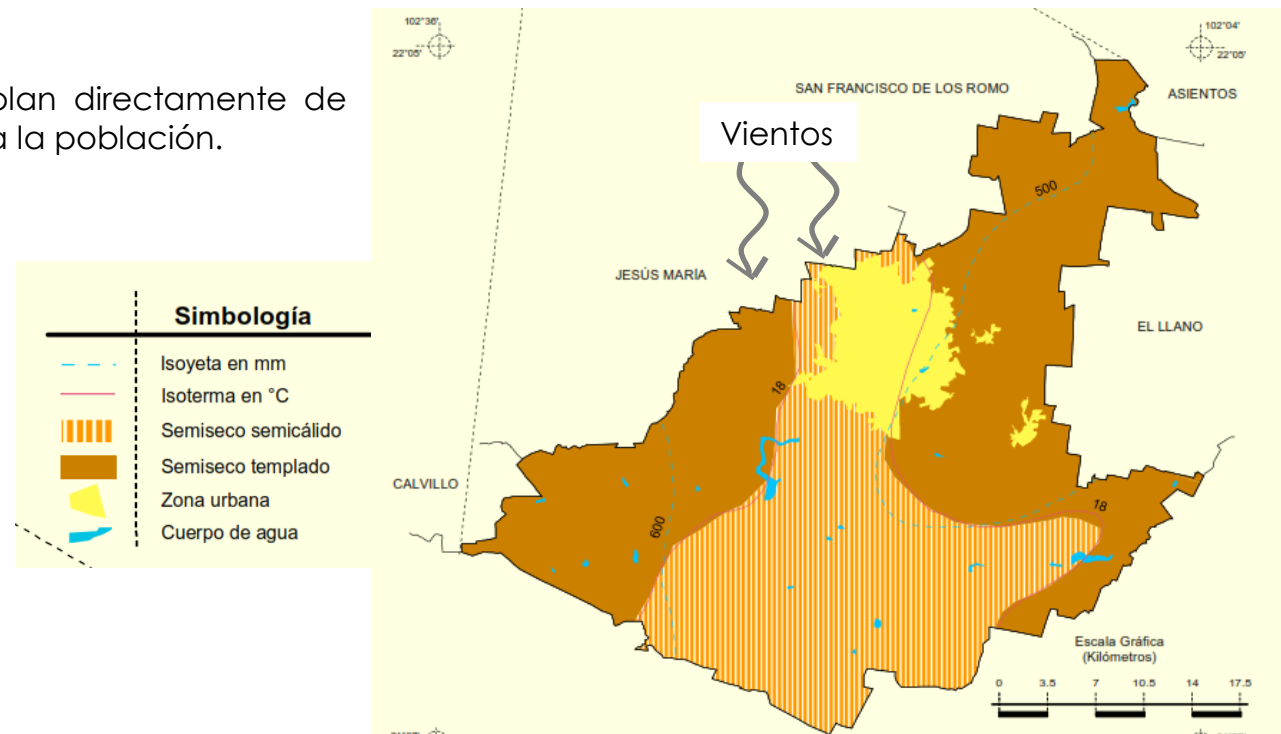 plan directamente de
a la población.
102°36'
22°05'
102°04'
22°05'
SAN FRANCISCO DE LOS ROMO
ASIENTOS
Vientos
500
JESÚS MARÍA
EL LLANO
18
CALVILLO
600
18
Simbología
Isoyeta en mm
Isoterma en °C
Semiseco semicálido
Semiseco templado
Zona urbana
Cuerpo de agua
Escala Gráfica
(Kilómetros)
0 3.5 7 10.5 14 17.5